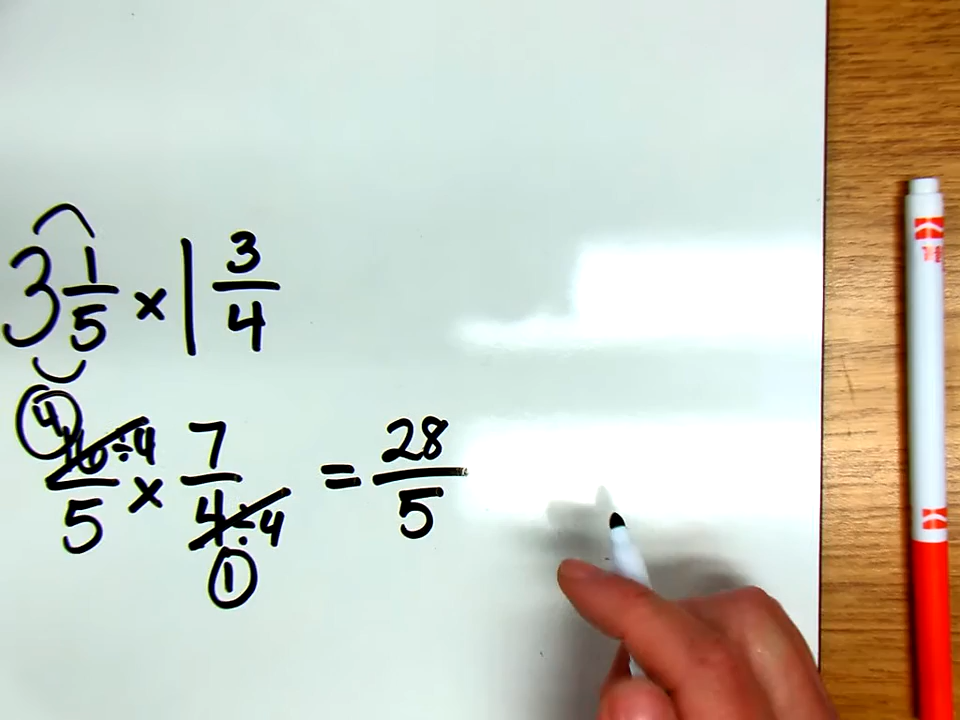 3 1/5 × 1 3/4
4 1
16÷4/5 × 7/4÷4 = 28/5